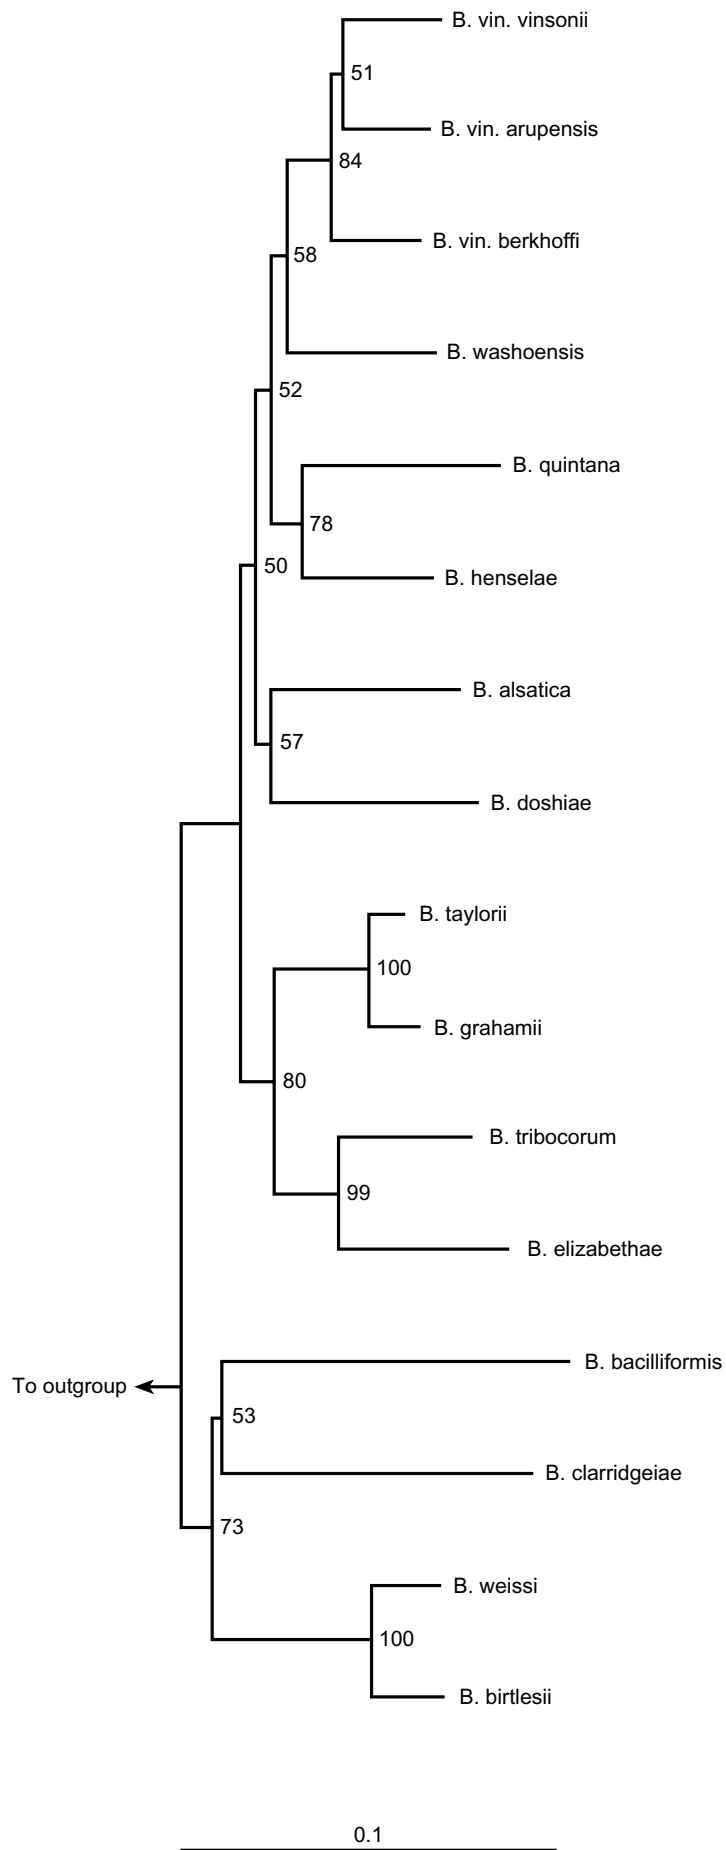 B. vin. vinsonii
51
B. vin. arupensis
84
B. vin. berkhoffi
58
B. washoensis
52
B. quintana
78
50
B. henselae
B. alsatica
57
B. doshiae
B. taylorii
100
B. grahamii
80
B. tribocorum
99
B. elizabethae
B. bacilliformis
To outgroup
53
B. clarridgeiae
73
B. weissi
100
B. birtlesii
0.1